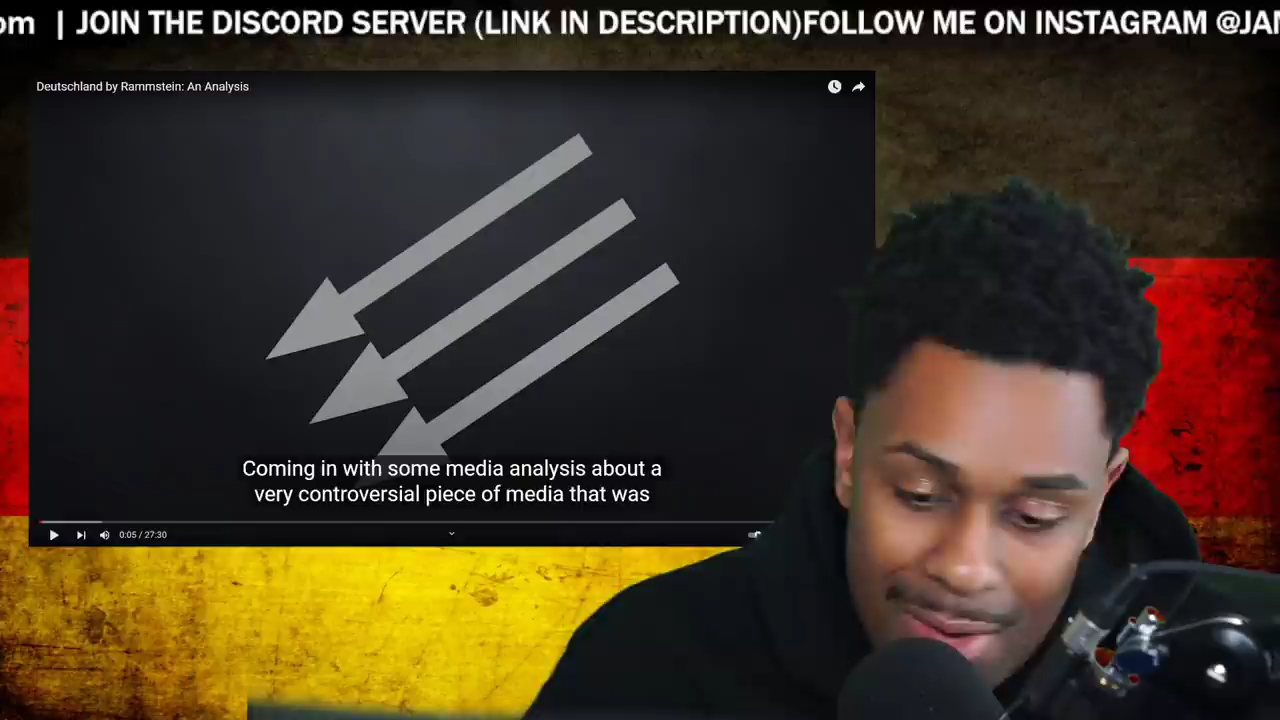 om | JOIN THE DISCORD SERVER (LINK IN DESCRIPTION)FOLLOW ME ON INSTAGRAM @JAM
Deutschland by Rammstein: An Analysis
Coming in with some media analysis about a
very controversial piece of media that was
0:05 / 27:30